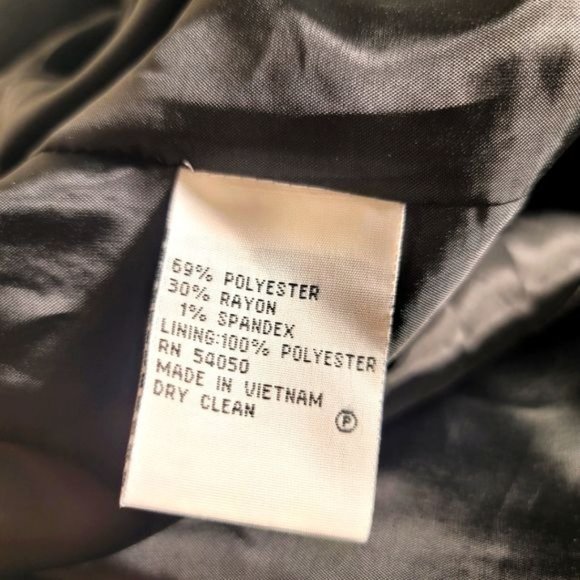 69% POLYESTER
30% RAYON
1% SPANDEX
LINING:100% POLYESTER
RN 54050
MADE IN VIETNAM
DRY CLEAN Ⓟ